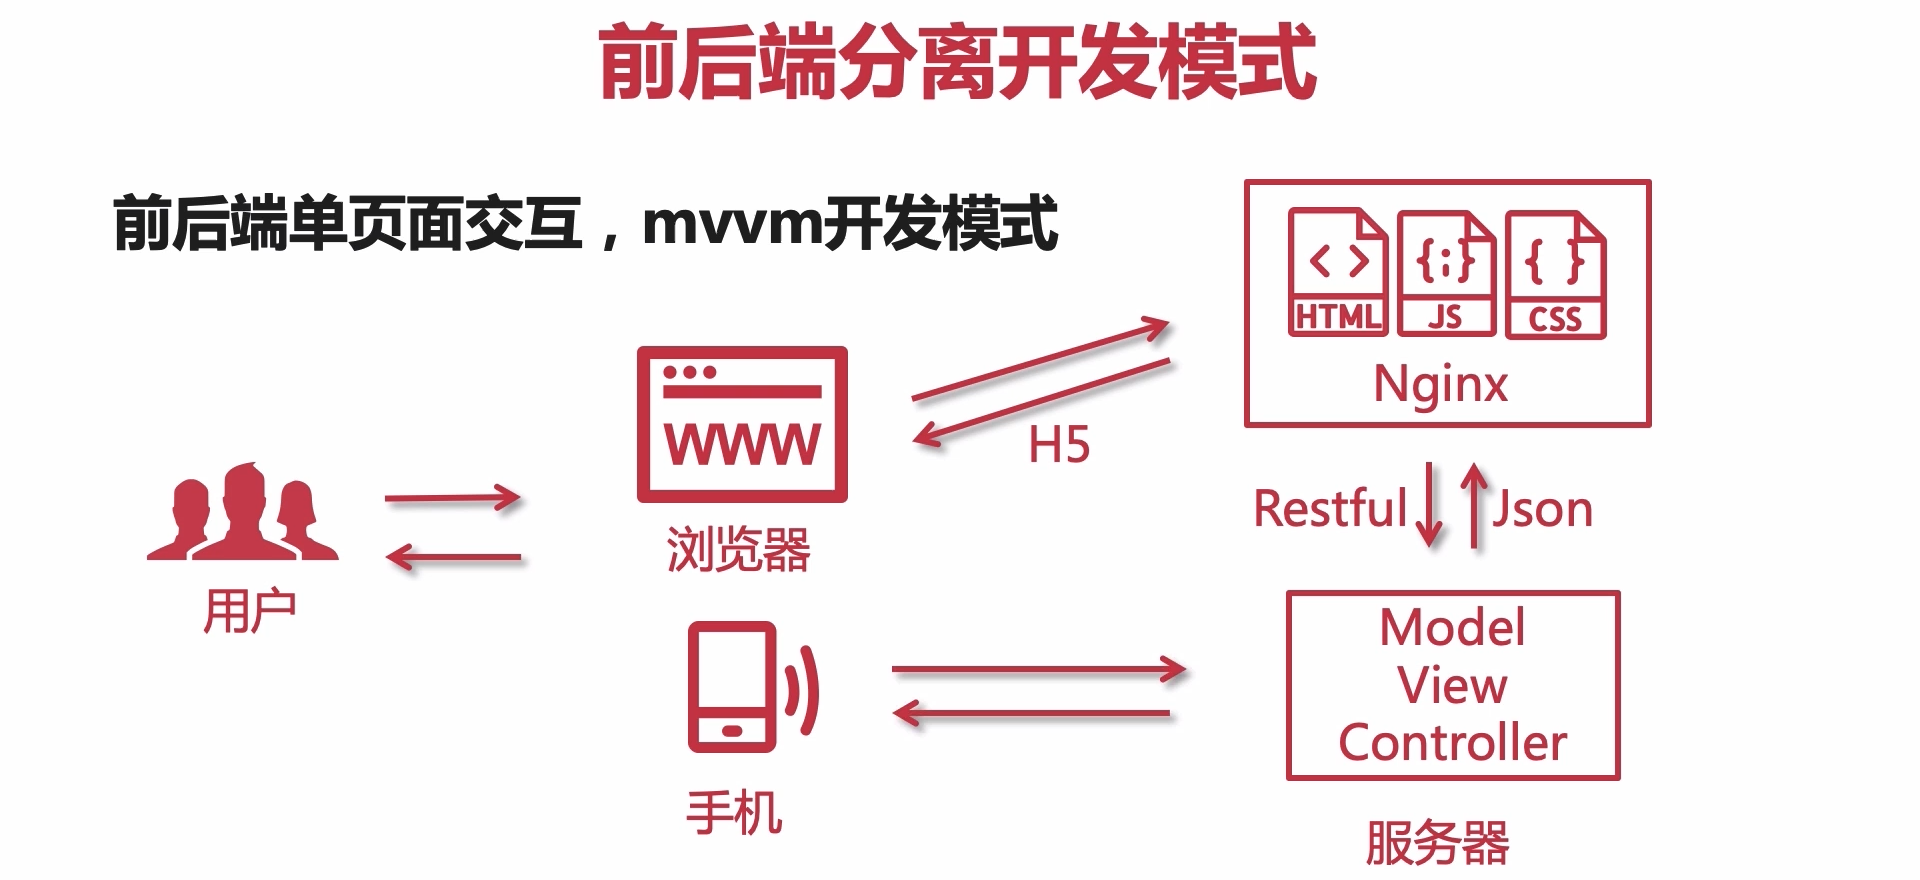 前后端分离开发模式
前后端单页面交互，mvvm开发模式
HTML
JS
CSS
Nginx
WWW
H5
浏览器
用户
Restful
Json
Model
View
Controller
手机
服务器